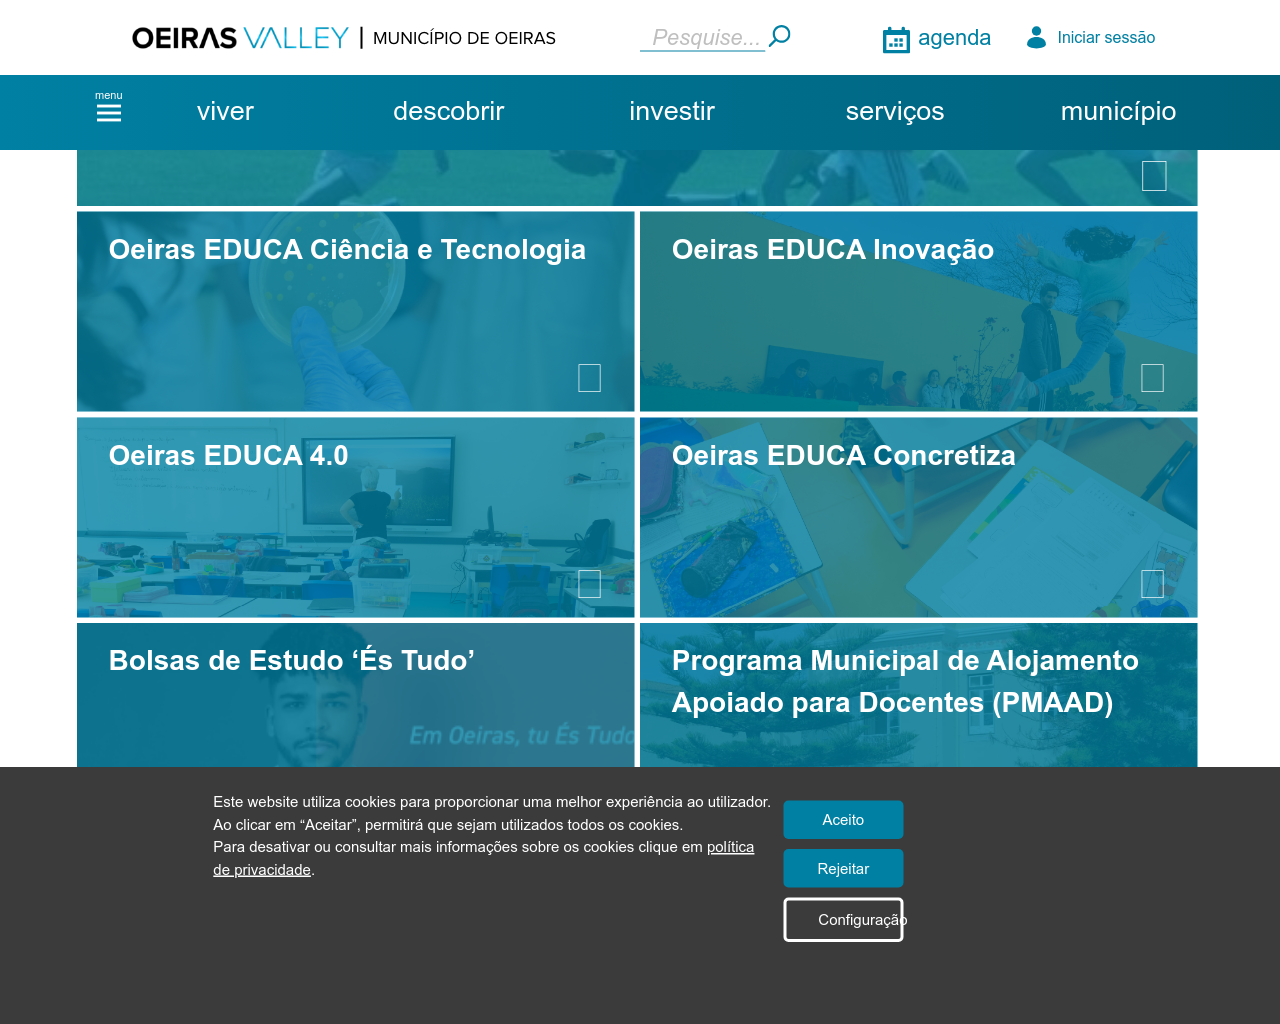 OEIRAS VALLEY | MUNICÍPIO DE OEIRAS
Pesquise...
agenda
Iniciar sessão
menu
viver
descobrir
investir
serviços
município
Oeiras EDUCA Ciência e Tecnologia
Oeiras EDUCA Inovação
Oeiras EDUCA 4.0
Oeiras EDUCA Concretiza
Bolsas de Estudo ‘És Tudo’
Em Oeiras, tu És Tudo
Programa Municipal de Alojamento
Apoiado para Docentes (PMAAD)
Este website utiliza cookies para proporcionar uma melhor experiência ao utilizador.
Ao clicar em “Aceitar”, permitirá que sejam utilizados todos os cookies.
Para desativar ou consultar mais informações sobre os cookies clique em política
de privacidade.
Aceito
Rejeitar
Configuração